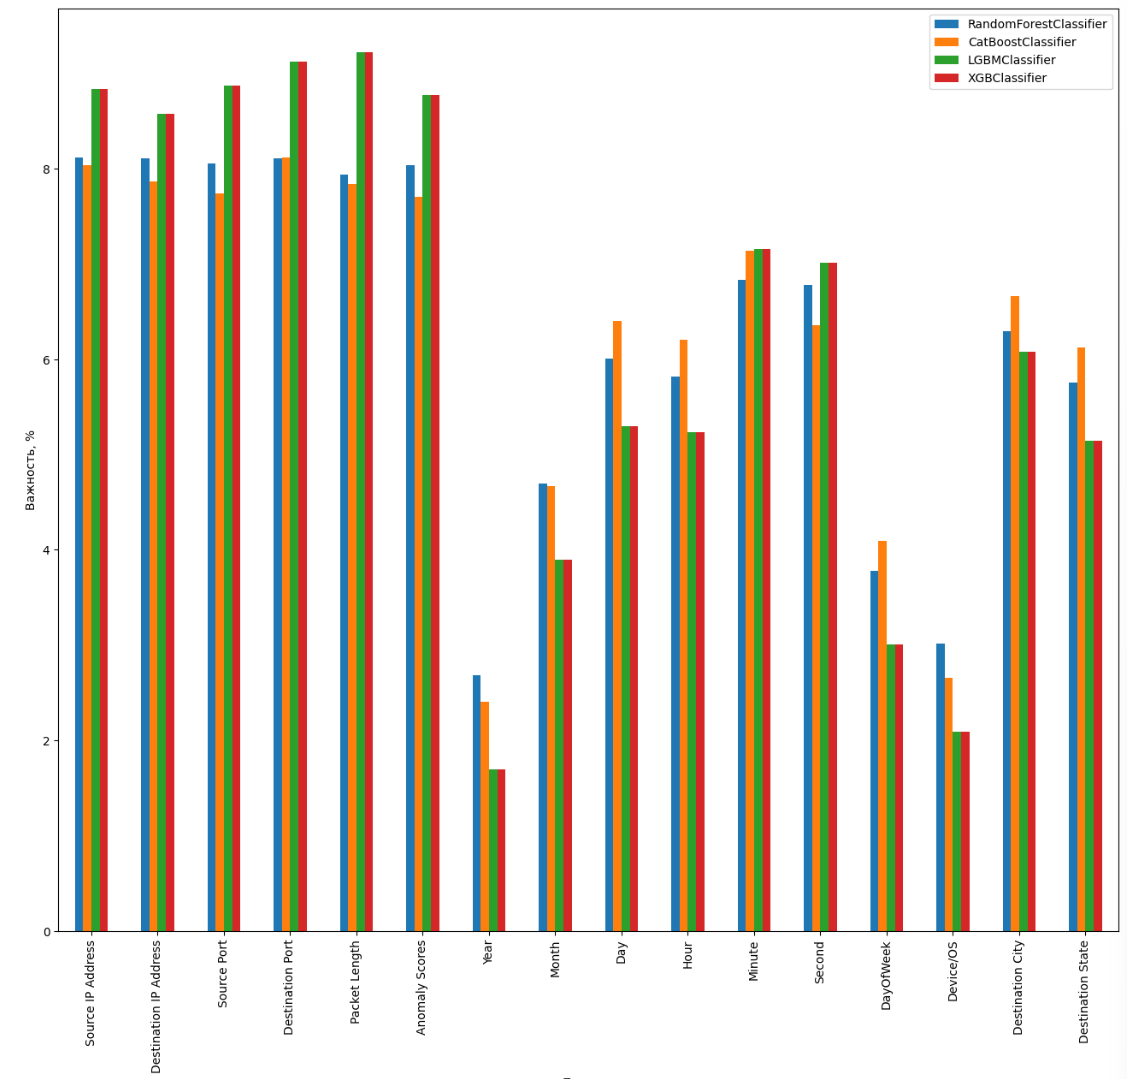 RandomForestClassifier
CatBoostClassifier
LGBMClassifier
XGBClassifier
Важность, %
8
6
4
2
0
Source IP Address
Destination IP Address
Source Port
Destination Port
Packet Length
Anomaly Scores
Year
Month
Day
Hour
Minute
Second
DayOfWeek
Device/OS
Destination City
Destination State